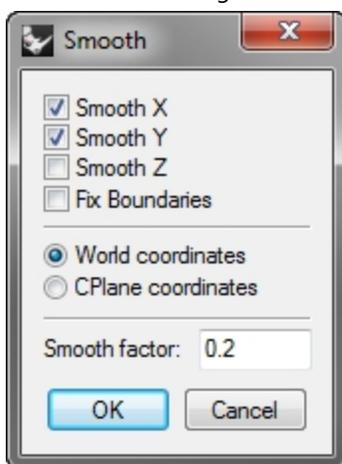 Smooth
Smooth X
Smooth Y
Smooth Z
Fix Boundaries
World coordinates
CPlane coordinates
Smooth factor: 0.2
OK Cancel